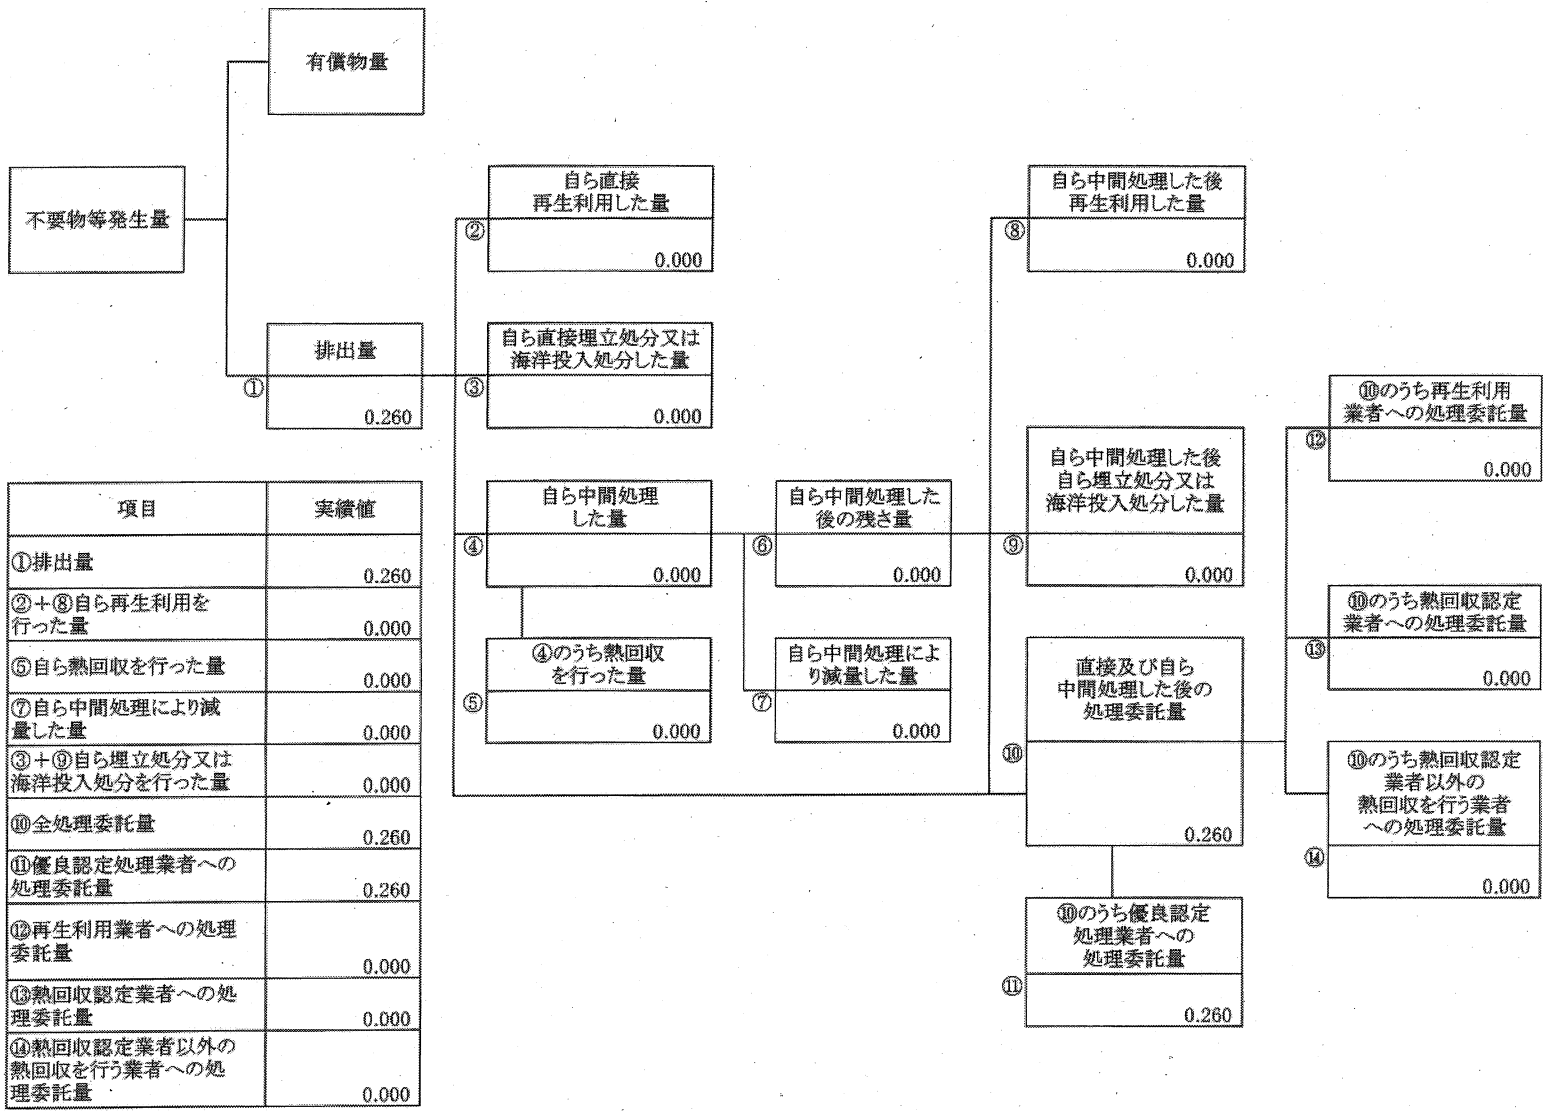 有償物量
不要物等発生量
排出量
①
0.260
自ら直接
再生利用した量
②
0.000
自ら直接埋立処分又は
海洋投入処分した量
③
0.000
自ら中間処理
した量
④
0.000
④のうち熱回収
を行った量
⑤
0.000
自ら中間処理した
後の残さ量
⑥
0.000
自ら中間処理によ
り減量した量
⑦
0.000
自ら中間処理した後
再生利用した量
⑧
0.000
自ら中間処理した後
自ら埋立処分又は
海洋投入処分した量
⑨
0.000
直接及び自ら
中間処理した後の
処理委託量
⑩
0.260
⑩のうち優良認定
処理業者への
処理委託量
⑪
0.260
⑩のうち再生利用
業者への処理委託量
⑫
0.000
⑩のうち熱回収認定
業者への処理委託量
⑬
0.000
⑩のうち熱回収認定
業者以外の
熱回収を行う業者
への処理委託量
⑭
0.000
項目 実績値
①排出量
0.260
②+⑧自ら再生利用を
行った量
0.000
⑤自ら熱回収を行った量
0.000
⑦自ら中間処理により減
量した量
0.000
③+⑨自ら埋立処分又は
海洋投入処分を行った量
0.000
⑩全処理委託量
0.260
⑪優良認定処理業者への
処理委託量
0.260
⑫再生利用業者への処理
委託量
0.000
⑬熱回収認定業者への処
理委託量
0.000
⑭熱回収認定業者以外の
熱回収を行う業者への処
理委託量
0.000